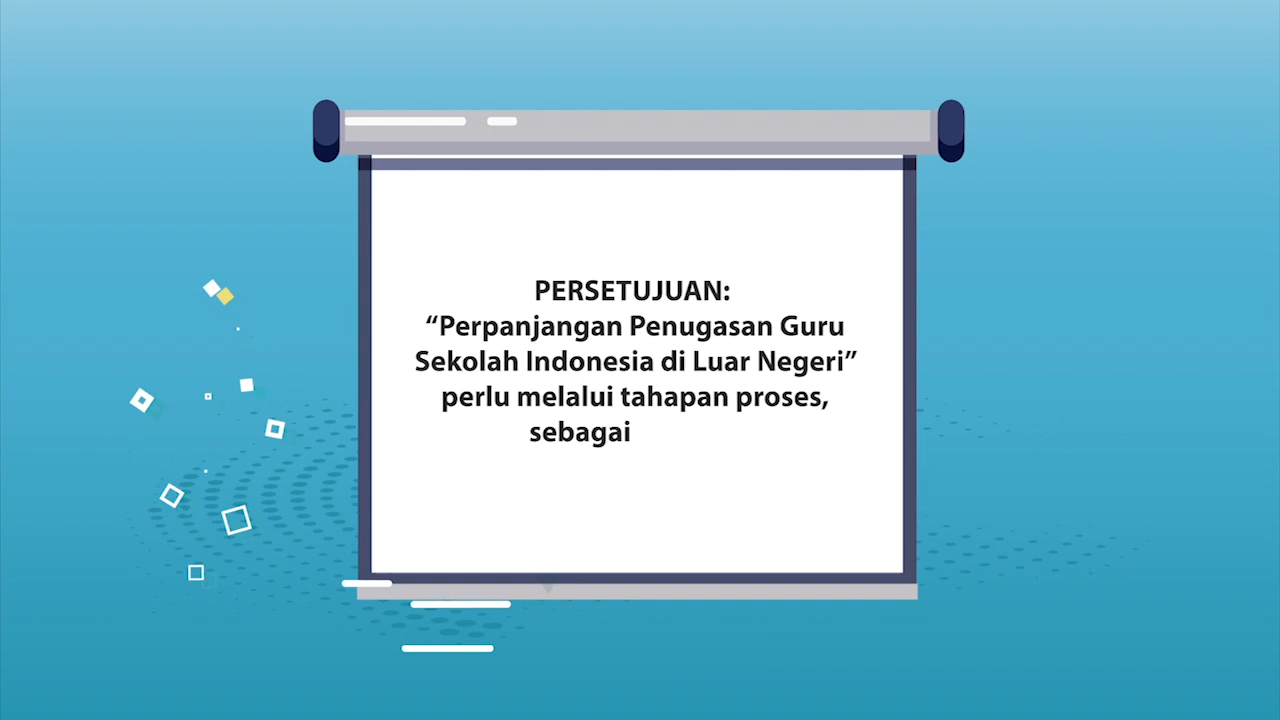 PERSETUJUAN:
“Perpanjangan Penugasan Guru
Sekolah Indonesia di Luar Negeri”
perlu melalui tahapan proses,
sebagai